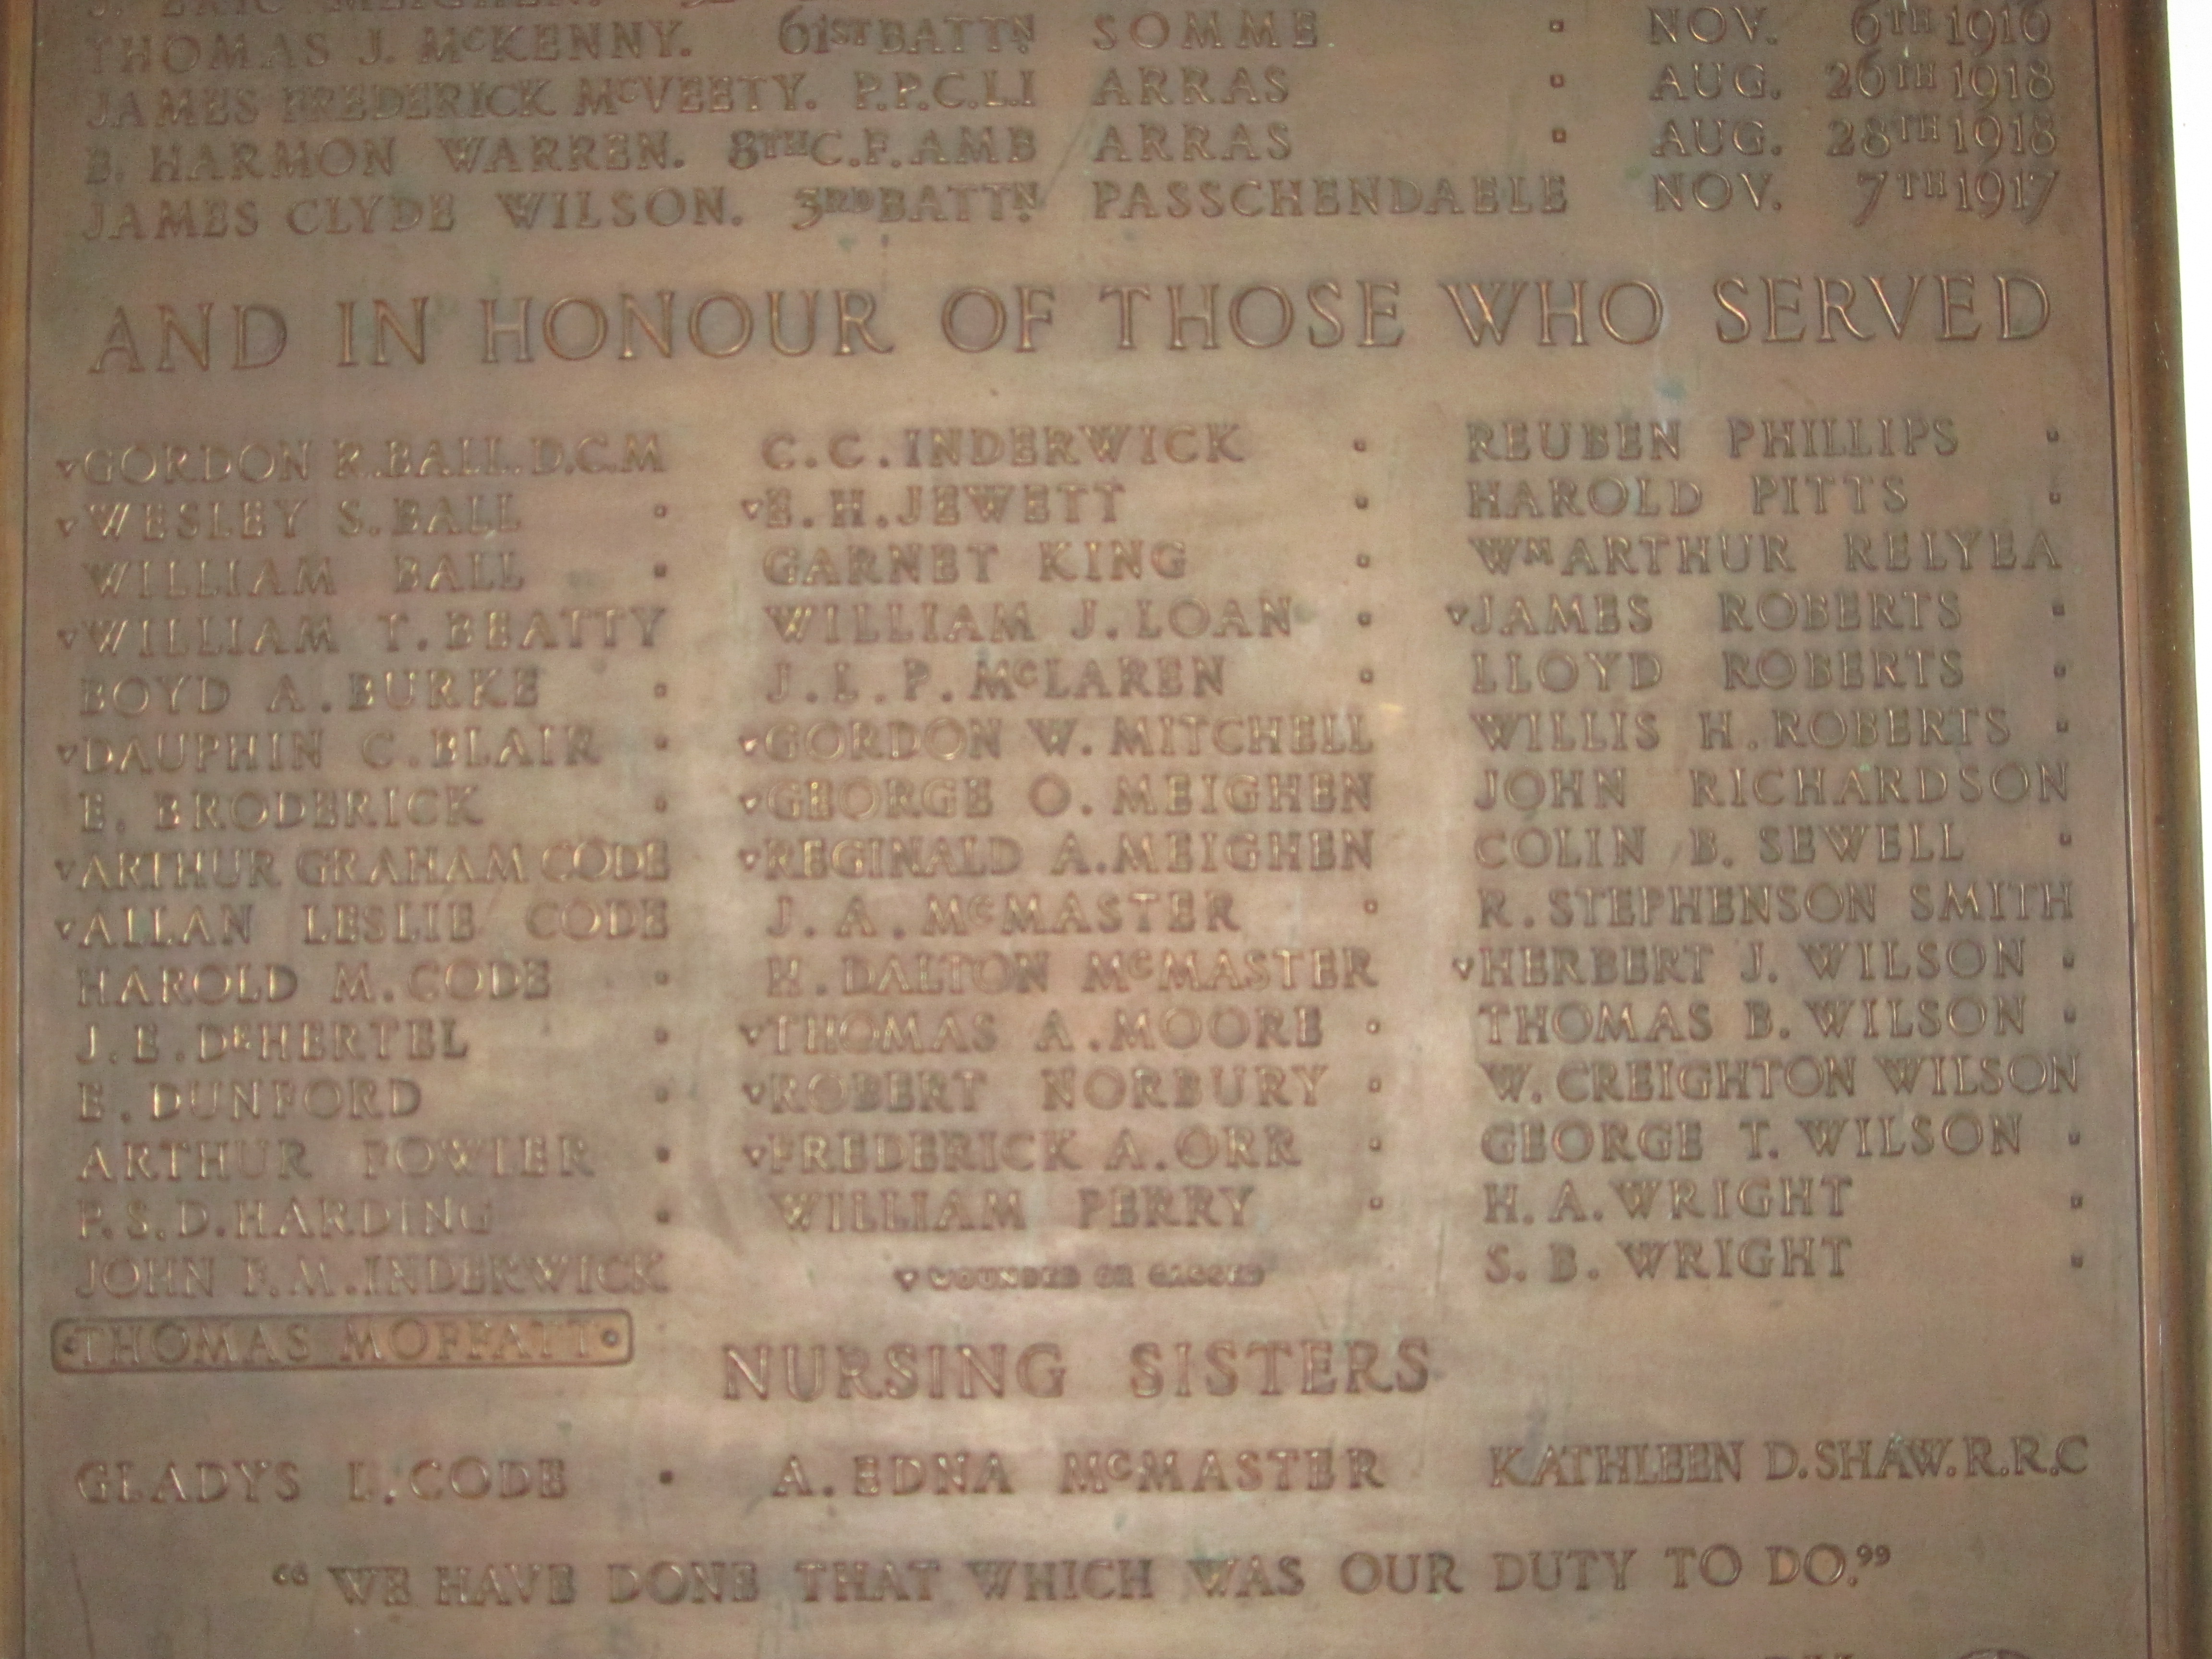 J. ERIC MEIGHEN.
THOMAS J. McKENNY. 61ST BATTN SOMME · NOV. 6TH 1916
JAMES FREDERICK McVEETY. P.P.C.L.I ARRAS · AUG. 26TH 1918
E. HARMON WARREN. 8TH C.F.AMB ARRAS · AUG. 28TH 1918
JAMES CLYDE WILSON. 3RD BATTN PASSCHENDAELE NOV. 7TH 1917
AND IN HONOUR OF THOSE WHO SERVED
▿GORDON R.BALL.D.C.M
▿WESLEY S.BALL ·
WILLIAM BALL ·
▿WILLIAM T.BEATTY
BOYD A.BURKE ·
▿DAUPHIN C.BLAIR ·
E. BRODERICK ·
▿ARTHUR GRAHAM CODE
▿ALLAN LESLIE CODE
HAROLD M.CODE ·
J.E.DeHERTEL ·
E.DUNFORD ·
ARTHUR FOWLER ·
F.S.D.HARDING ·
JOHN F.M.INDERWICK
·THOMAS MOFFATT·
C.C.INDERWICK ·
▿E.H.JEWETT ·
GARNET KING ·
WILLIAM J.LOAN ·
J.L.P.McLAREN ·
▿GORDON W.MITCHELL
▿GEORGE O.MEIGHEN
▿REGINALD A.MEIGHEN
J.A.McMASTER ·
H.DALTON McMASTER
▿THOMAS A.MOORE ·
▿ROBERT NORBURY ·
▿FREDERICK A.ORR ·
WILLIAM PERRY ·
▿WOUNDED OR GASSED
REUBEN PHILLIPS ·
HAROLD PITTS ·
WM ARTHUR RELYEA
▿JAMES ROBERTS ·
LLOYD ROBERTS ·
WILLIS H.ROBERTS ·
JOHN RICHARDSON
COLIN B. SEWELL ·
R.STEPHENSON SMITH
▿HERBERT J. WILSON ·
THOMAS B.WILSON ·
W.CREIGHTON WILSON
GEORGE T.WILSON ·
H.A.WRIGHT ·
S.B.WRIGHT ·
NURSING SISTERS
GLADYS L.CODE · A.EDNA McMASTER KATHLEEN D.SHAW.R.R.C
“WE HAVE DONE THAT WHICH WAS OUR DUTY TO DO.”